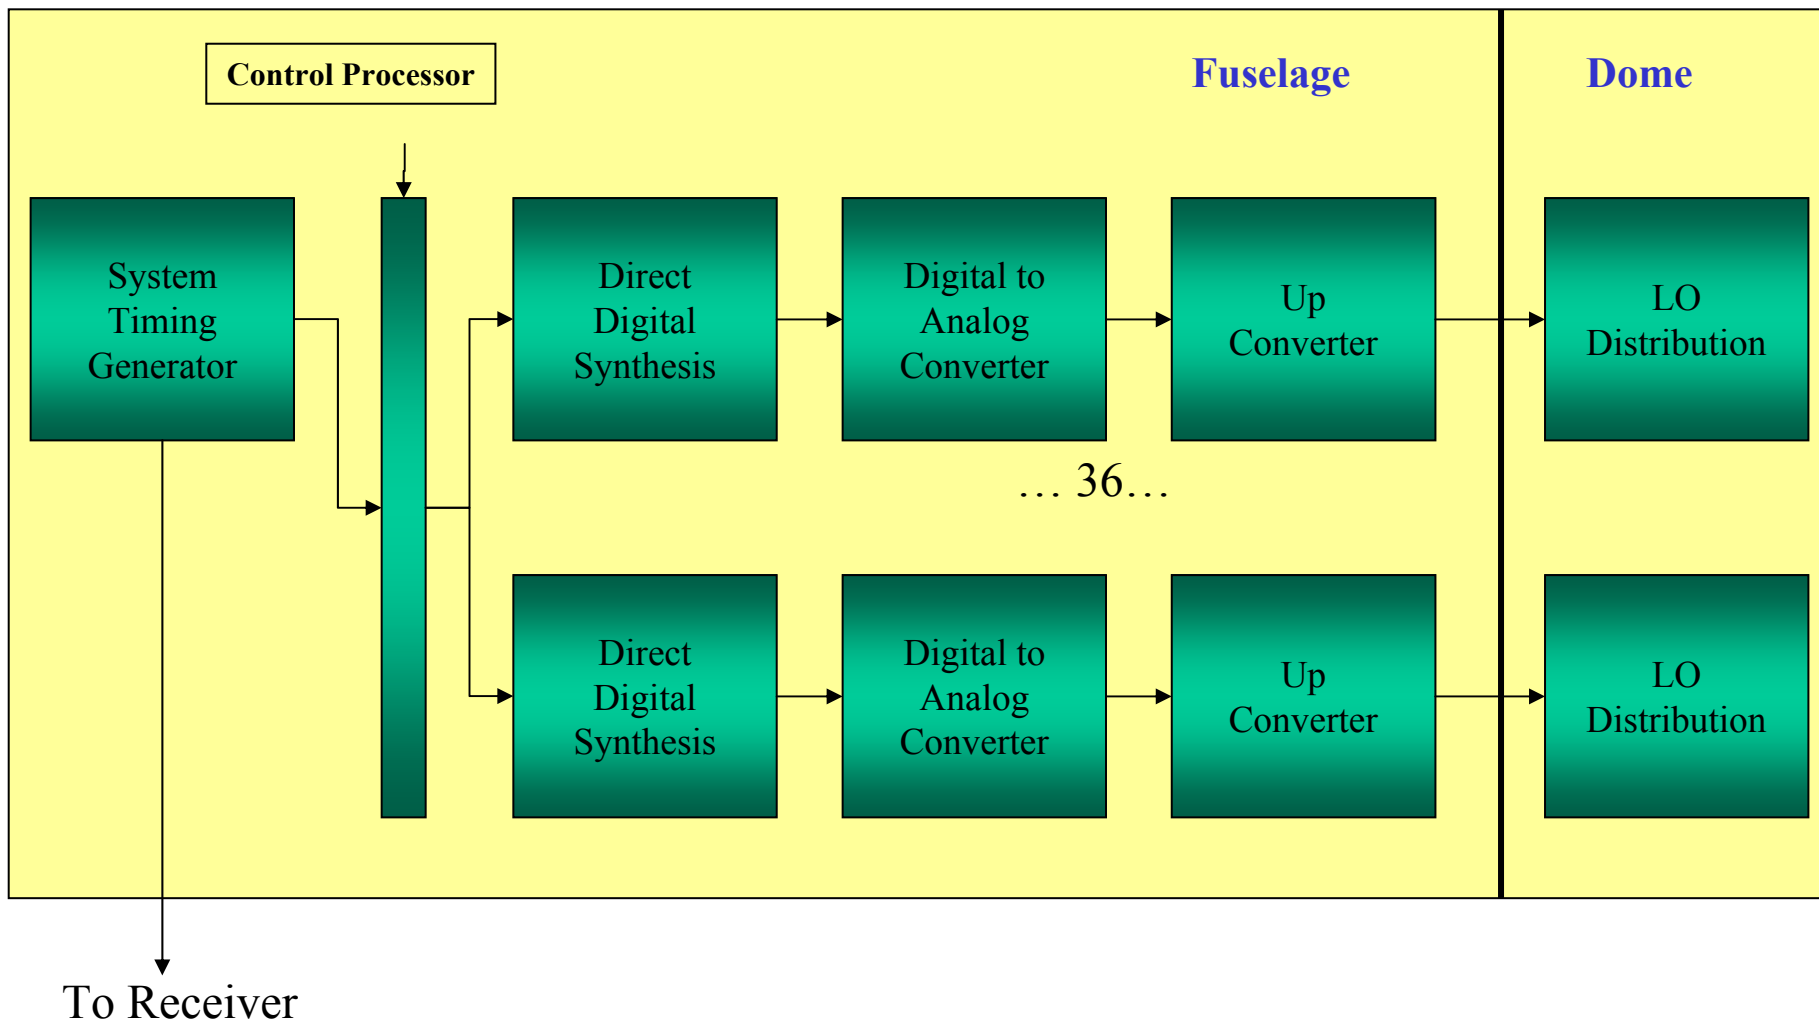 Control Processor
Fuselage
Dome
System
Timing
Generator
Direct
Digital
Synthesis
Digital to
Analog
Converter
Up
Converter
LO
Distribution
… 36…
Direct
Digital
Synthesis
Digital to
Analog
Converter
Up
Converter
LO
Distribution
To Receiver